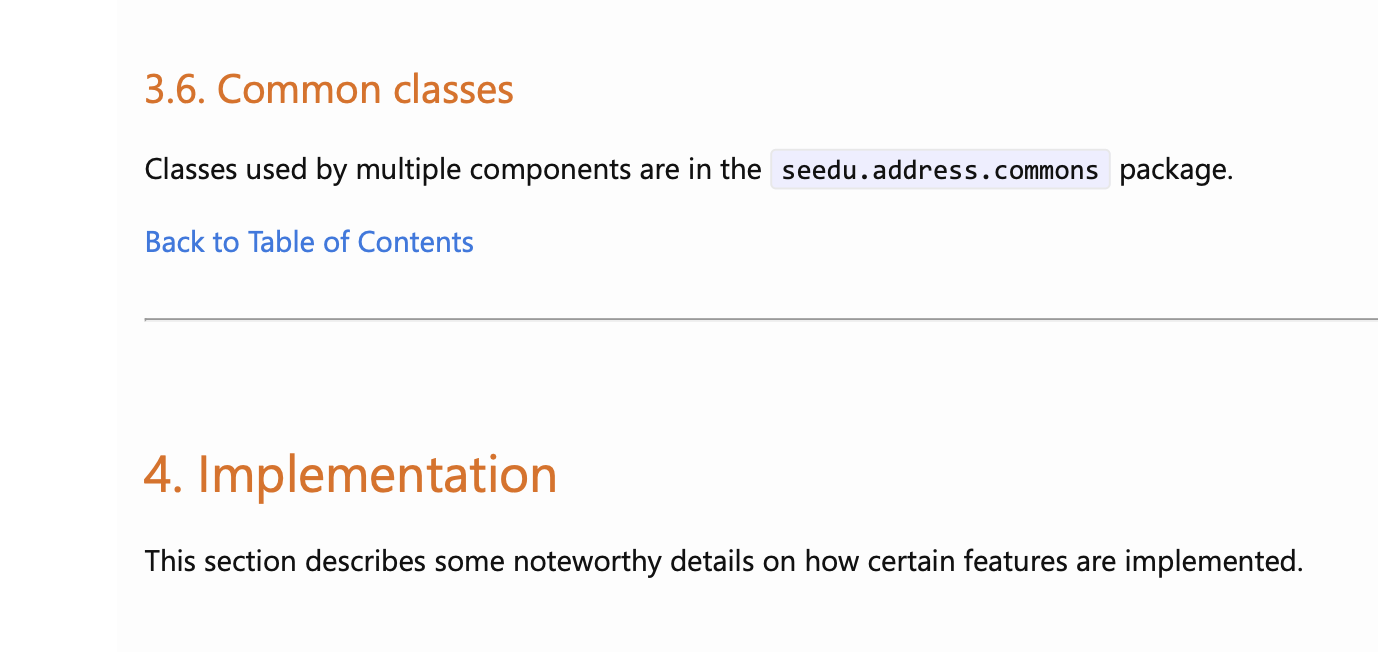 3.6. Common classes
Classes used by multiple components are in the seedu.address.commons package.
Back to Table of Contents
4. Implementation
This section describes some noteworthy details on how certain features are implemented.